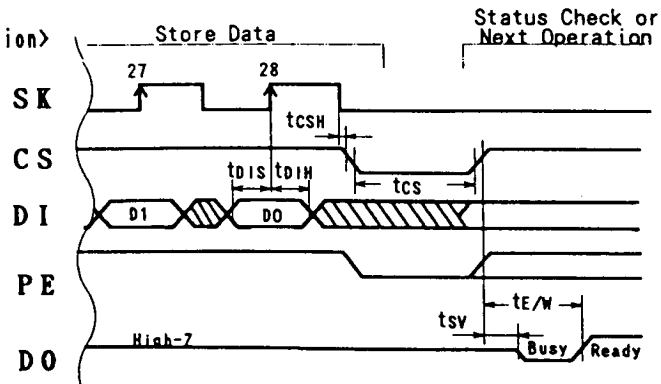 ion>
Store Data
Status Check or
Next Operation
27
28
SK
tCSH
CS
tDIS
tDIH
tCS
DI
D1
D0
PE
tE/W
tSV
High-Z
Busy
Ready
DO